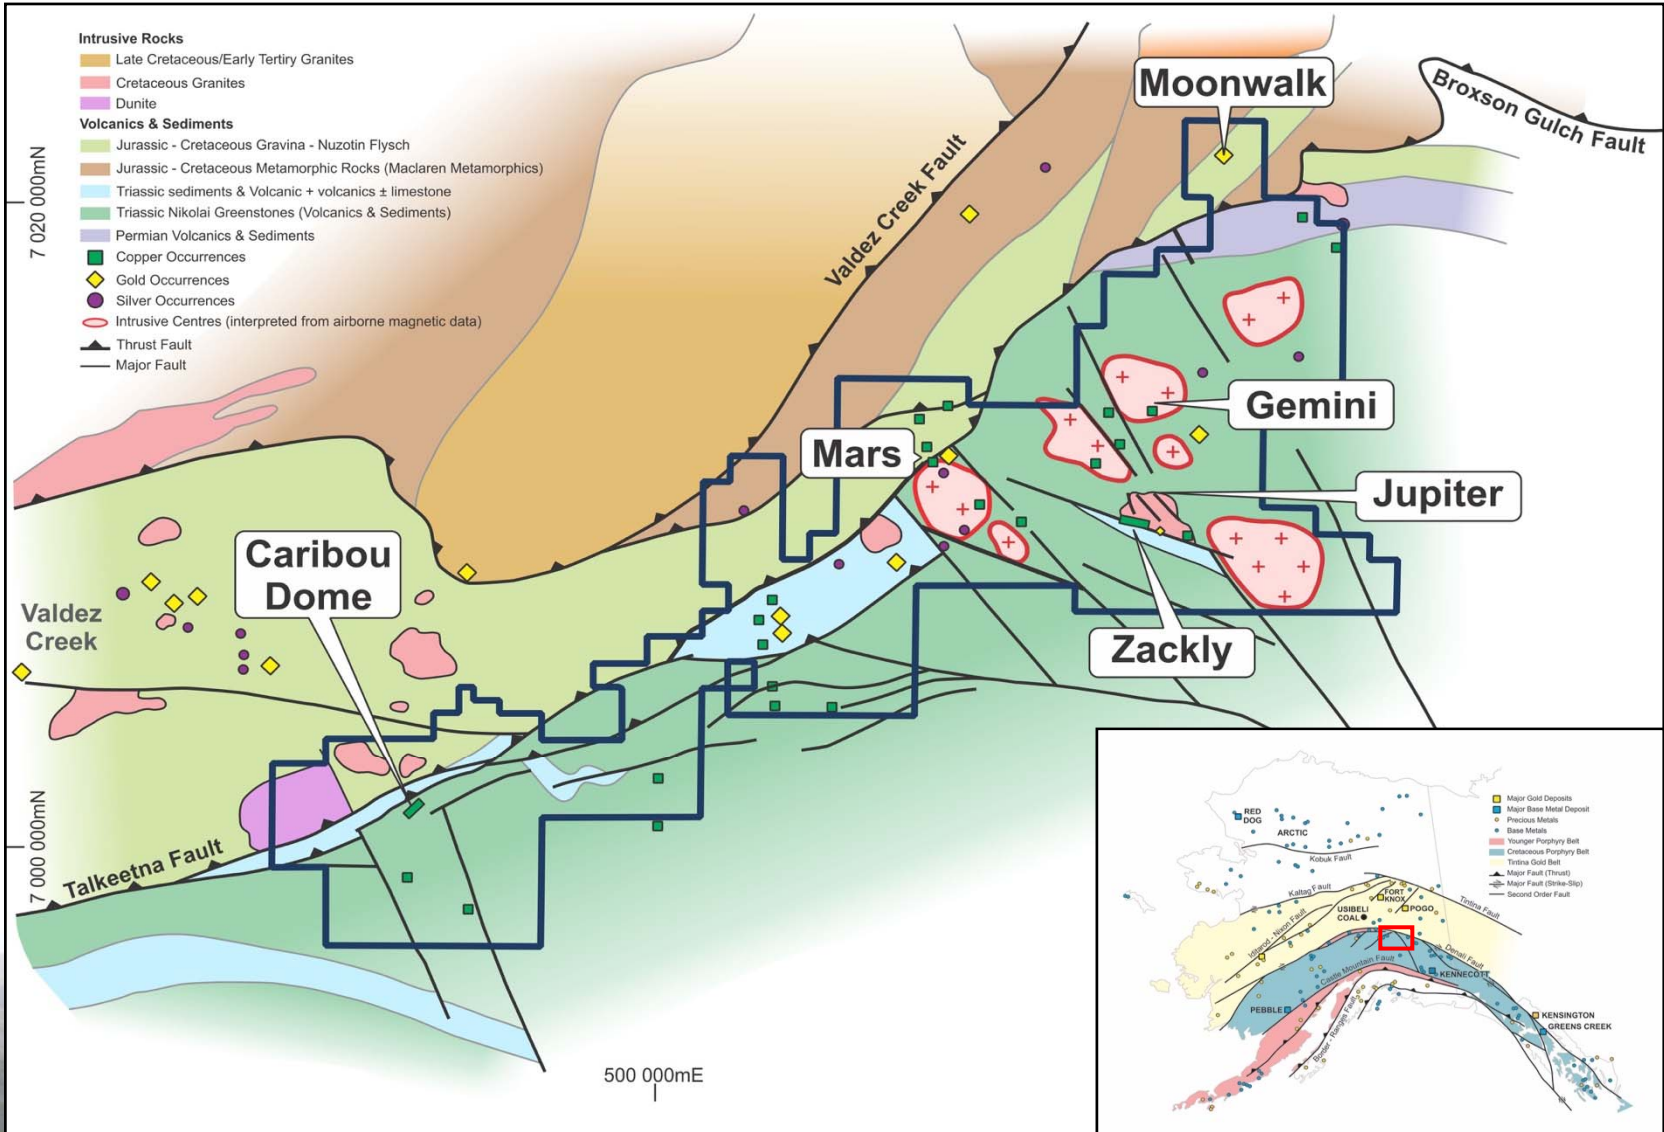 Intrusive Rocks
Late Cretaceous/Early Tertiry Granites
Cretaceous Granites
Dunite
Volcanics & Sediments
Jurassic - Cretaceous Gravina - Nuzotin Flysch
Jurassic - Cretaceous Metamorphic Rocks (Maclaren Metamorphics)
Triassic sediments & Volcanic + volcanics ± limestone
Triassic Nikolai Greenstones (Volcanics & Sediments)
Permian Volcanics & Sediments
Copper Occurrences
Gold Occurrences
Silver Occurrences
Intrusive Centres (interpreted from airborne magnetic data)
Thrust Fault
Major Fault
7 020 000mN
7 000 000mN
500 000mE
Moonwalk
Broxson Gulch Fault
Valdez Creek Fault
Gemini
Mars
Jupiter
Caribou
Dome
Valdez
Creek
Zackly
Talkeetna Fault
Major Gold Deposits
Major Base Metal Deposit
Precious Metals
Base Metals
Younger Porphyry Belt
Cretaceous Porphyry Belt
Tintina Gold Belt
Major Fault (Thrust)
Major Fault (Strike-Slip)
Second Order Fault
RED
DOG
ARCTIC
Kobuk Fault
Kaltag Fault
FORT
KNOX
POGO
Tintina Fault
USIBELI
COAL
Iditarod - Nixon Fault
Denali Fault
Castle Mountain Fault
KENNECOTT
PEBBLE
Border - Ranges Fault
KENSINGTON
GREENS CREEK